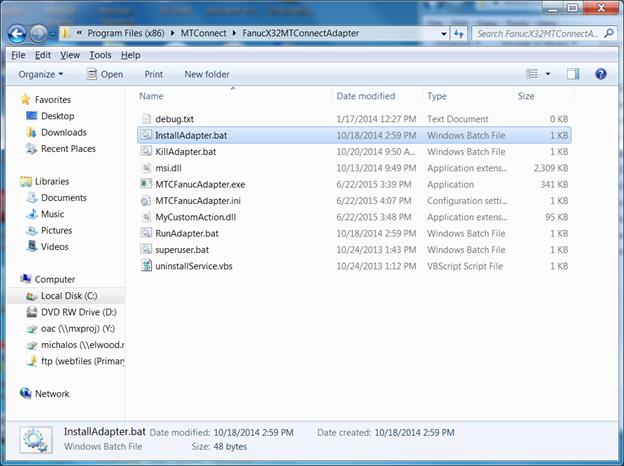 « Program Files (x86) ▸ MTConnect ▸ FanucX32MTConnectAdapter
Search FanucX32MTConnectA...
File Edit View Tools Help
Organize Open Print New folder
Name Date modified Type Size
Favorites
Desktop
Downloads
Recent Places
Libraries
Documents
Music
Pictures
Videos
Computer
Local Disk (C:)
DVD RW Drive (D:)
oac (\\mxproj) (Y:)
michalos (\\elwood.n
ftp (webfiles (Primary
Network
debug.txt 1/17/2014 12:27 PM Text Document 0 KB
InstallAdapter.bat 10/18/2014 2:59 PM Windows Batch File 1 KB
KillAdapter.bat 10/20/2014 9:50 A... Windows Batch File 1 KB
msi.dll 10/13/2014 9:49 PM Application extens... 2,309 KB
MTCFanucAdapter.exe 6/22/2015 3:39 PM Application 341 KB
MTCFanucAdapter.ini 6/22/2015 4:07 PM Configuration setti... 1 KB
MyCustomAction.dll 6/22/2015 3:48 PM Application extens... 95 KB
RunAdapter.bat 10/18/2014 2:59 PM Windows Batch File 1 KB
superuser.bat 10/24/2013 1:43 PM Windows Batch File 1 KB
uninstallService.vbs 10/24/2013 1:12 PM VBScript Script File 1 KB
InstallAdapter.bat Date modified: 10/18/2014 2:59 PM Date created: 10/18/2014 2:59 PM
Windows Batch File Size: 48 bytes